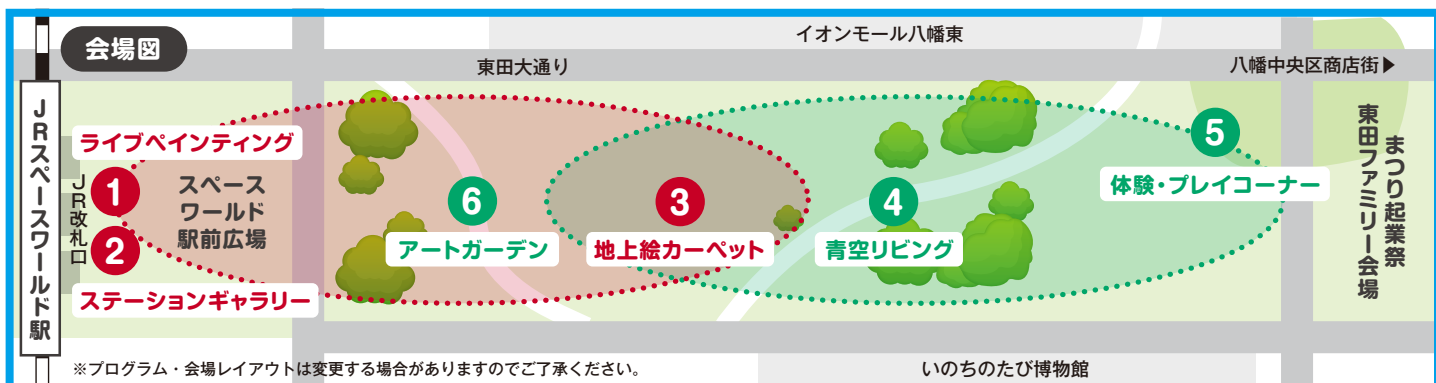 会場図
イオンモール八幡東
東田大通り
八幡中央区商店街▶
JRスペースワールド駅
JR改札口
ライブペインティング
1
2
ステーションギャラリー
スペース
ワールド
駅前広場
6
アートガーデン
3
地上絵カーペット
4
青空リビング
5
体験・プレイコーナー
まつり起業祭
東田ファミリー会場
※プログラム・会場レイアウトは変更する場合がありますのでご了承ください。
いのちのたび博物館